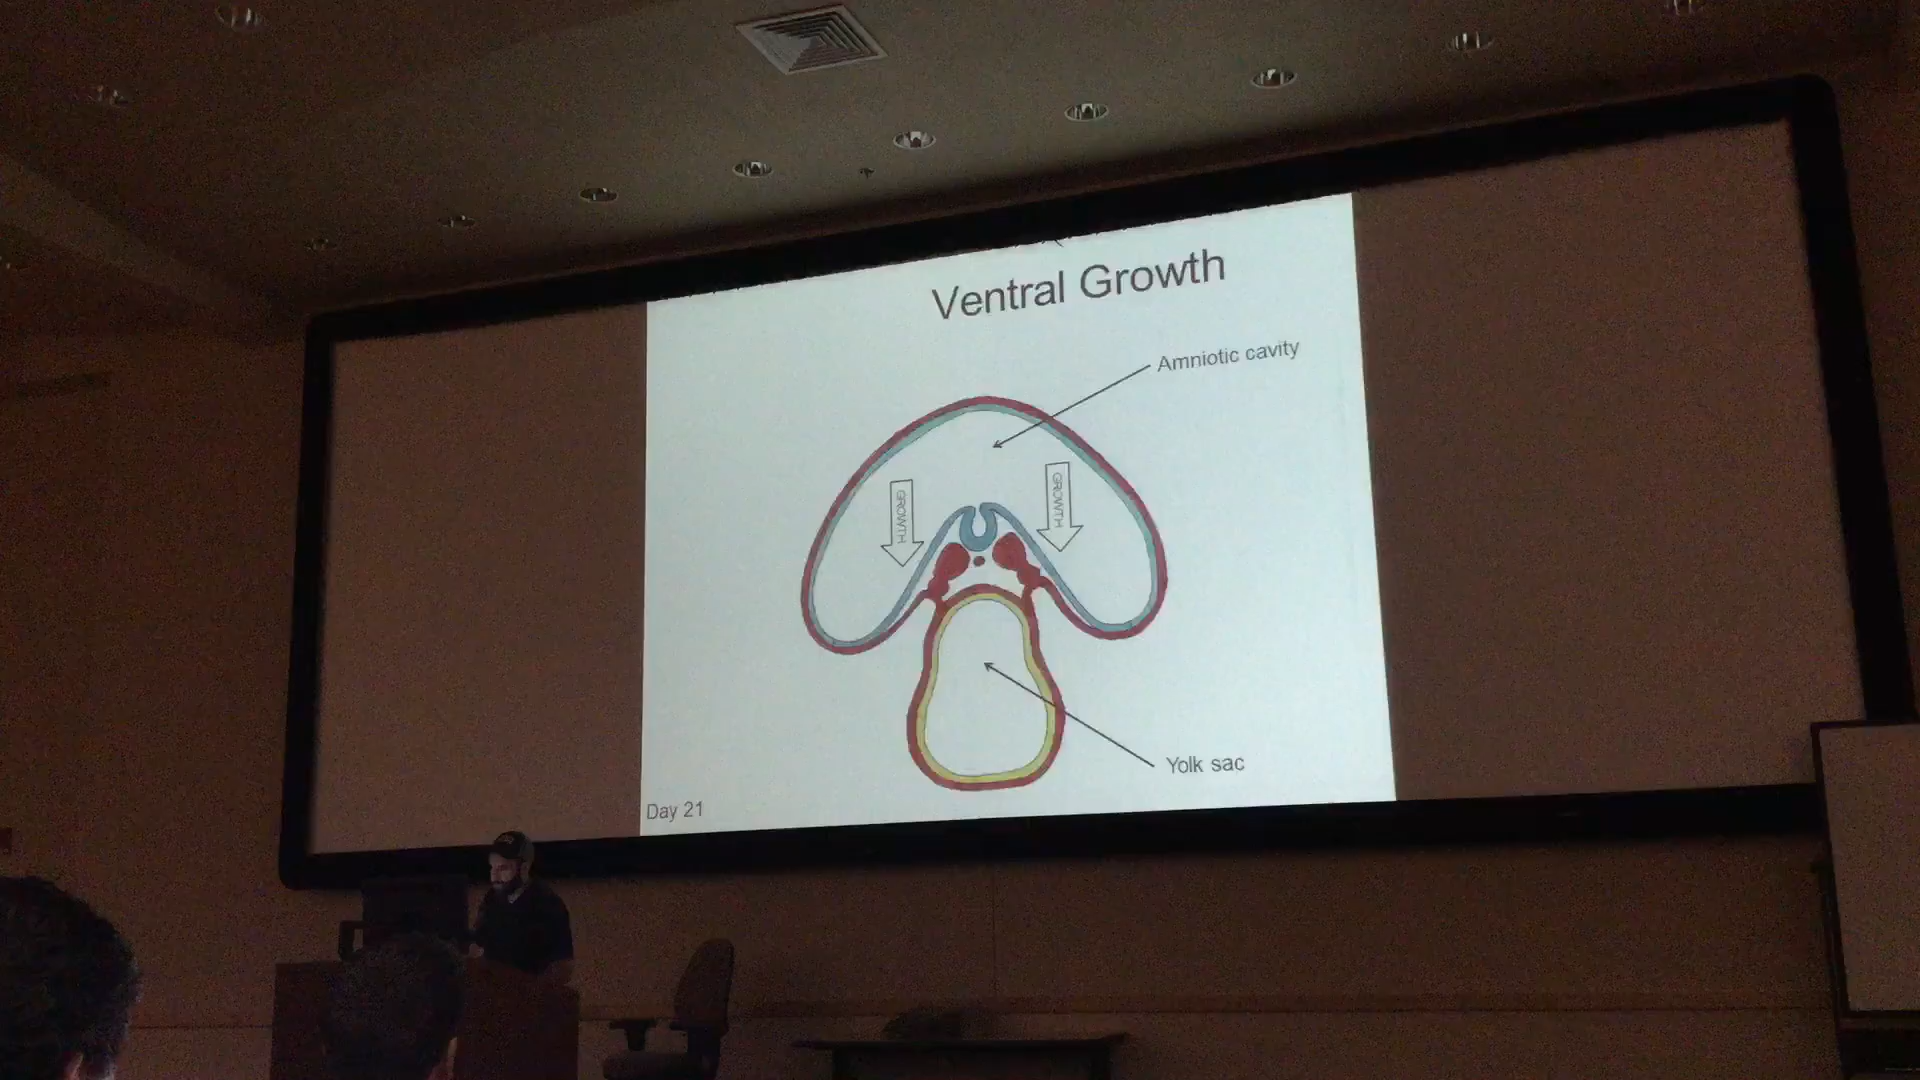 Ventral Growth
Amniotic cavity
GROWTH
GROWTH
Yolk sac
Day 21